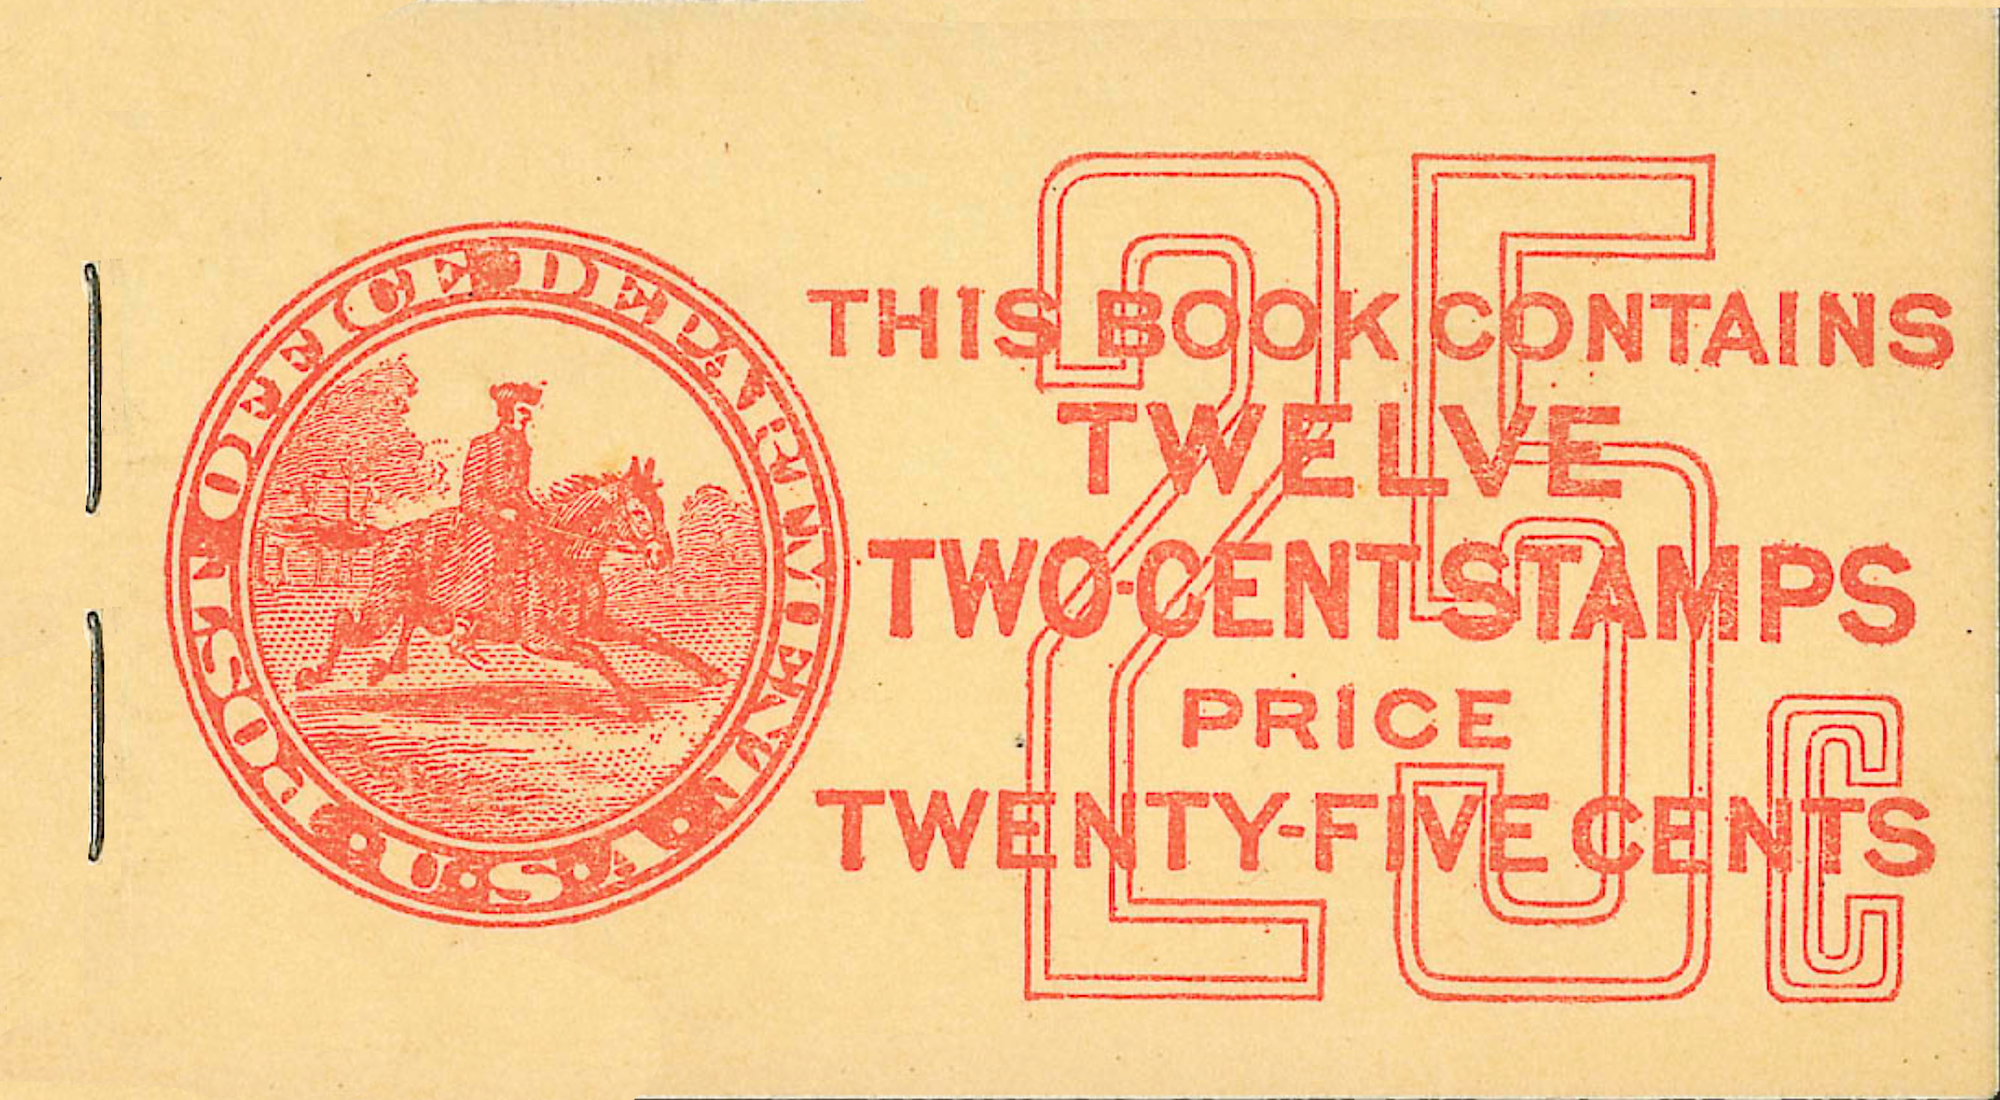 POST OFFICE DEPARTMENT
U.S.A.
THIS BOOK CONTAINS
TWELVE
TWO-CENT STAMPS
PRICE
TWENTY-FIVE CENTS
25C